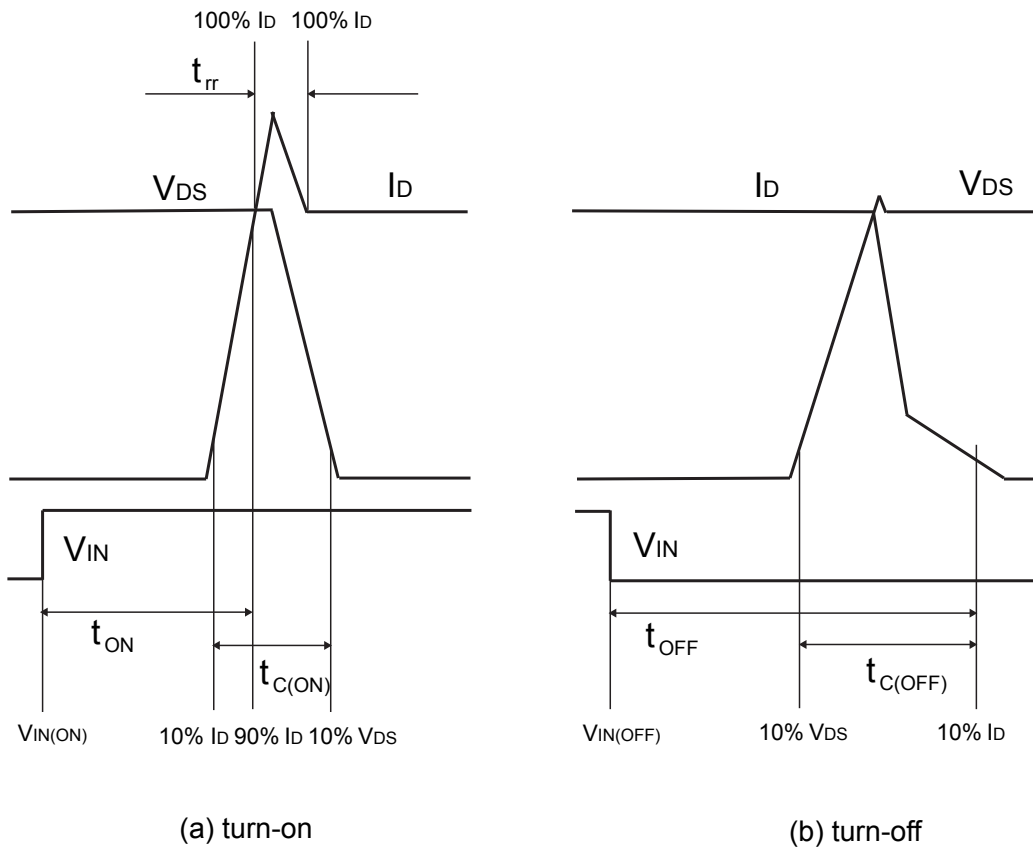 100% ID 100% ID
trr
VDS ID
ID VDS
VIN
VIN
tON
tOFF
tC(ON)
tC(OFF)
VIN(ON) 10% ID 90% ID 10% VDS
VIN(OFF) 10% VDS 10% ID
(a) turn-on
(b) turn-off